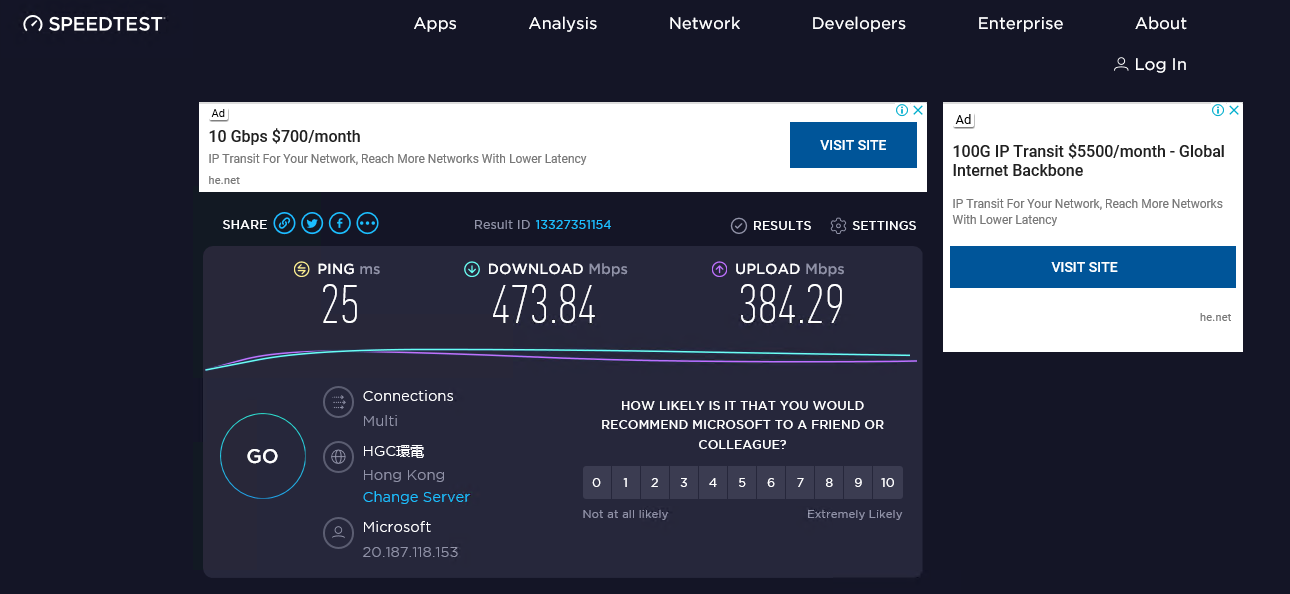 SPEEDTEST
Apps Analysis Network Developers Enterprise About
Log In
Ad
10 Gbps $700/month
IP Transit For Your Network, Reach More Networks With Lower Latency
he.net
VISIT SITE
Ad
100G IP Transit $5500/month - Global
Internet Backbone
IP Transit For Your Network, Reach More Networks
With Lower Latency
VISIT SITE
he.net
SHARE
Result ID 13327351154
RESULTS SETTINGS
PING ms DOWNLOAD Mbps UPLOAD Mbps
25 473.84 384.29
GO
Connections
Multi
HGC環電
Hong Kong
Change Server
Microsoft
20.187.118.153
HOW LIKELY IS IT THAT YOU WOULD
RECOMMEND MICROSOFT TO A FRIEND OR
COLLEAGUE?
0 1 2 3 4 5 6 7 8 9 10
Not at all likely Extremely Likely